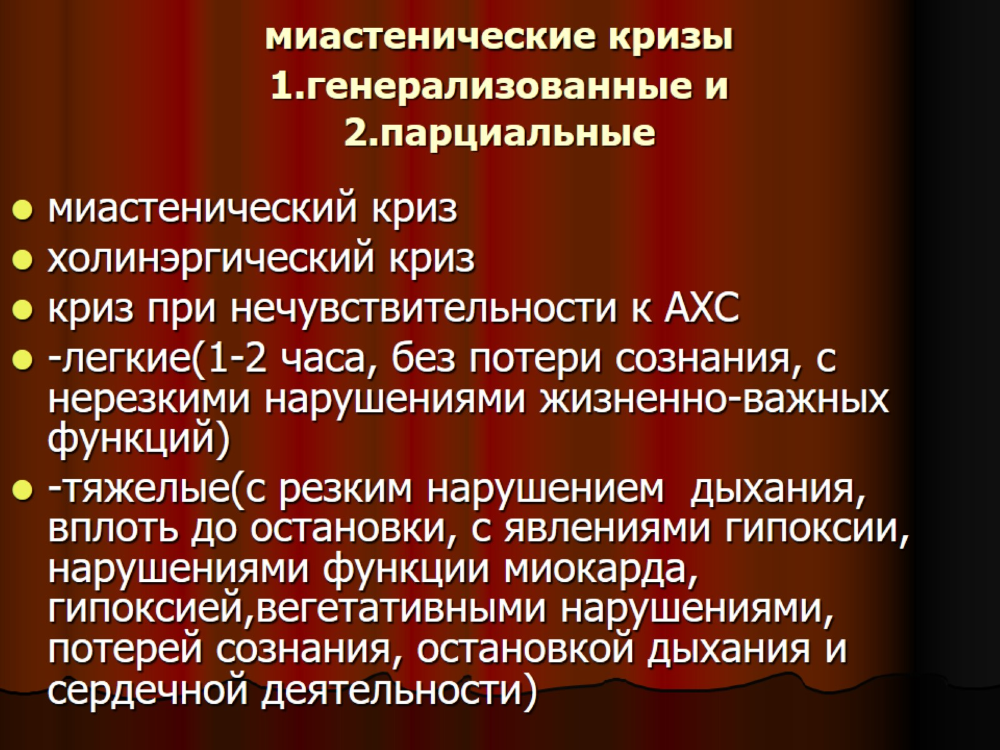 миастенические кризы
1.генерализованные и
2.парциальные
миастенический криз
холинэргический криз
криз при нечувствительности к АХС
-легкие(1-2 часа, без потери сознания, с
нерезкими нарушениями жизненно-важных
функций)
-тяжелые(с резким нарушением  дыхания,
вплоть до остановки, с явлениями гипоксии,
нарушениями функции миокарда,
гипоксией,вегетативными нарушениями,
потерей сознания, остановкой дыхания и
сердечной деятельности)